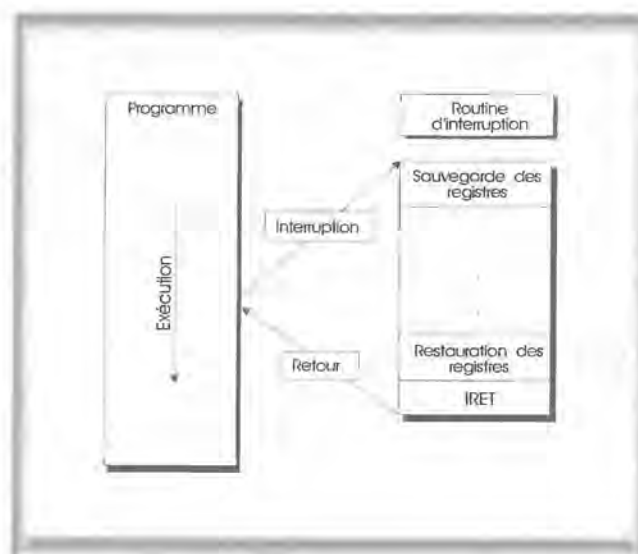 Programme
Routine
d'interruption
Sauvegarde des
registres
Interruption
Exécution
Restauration des
registres
Retour
IRET